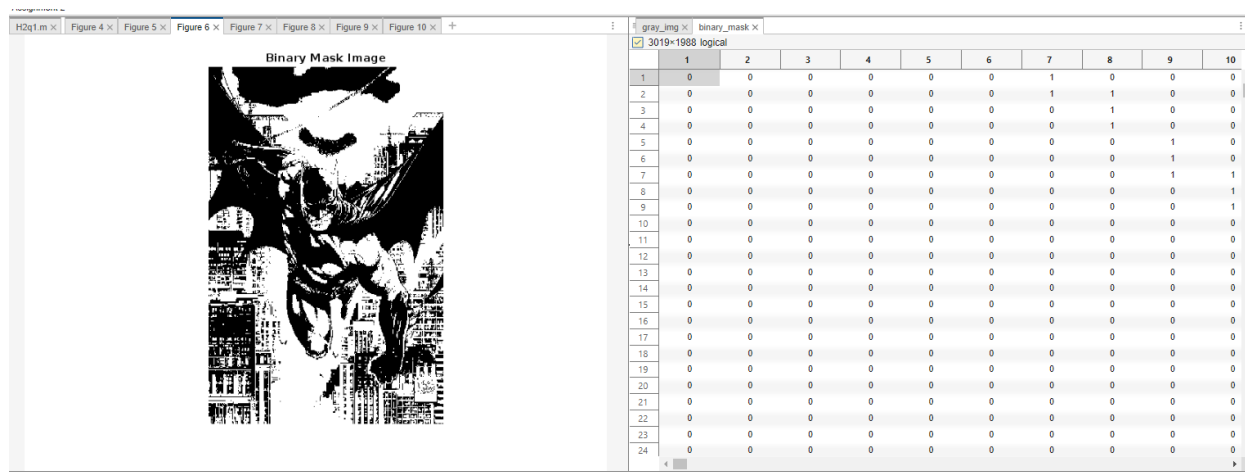 H2q1.m × Figure 4 × Figure 5 × Figure 6 × Figure 7 × Figure 8 × Figure 9 × Figure 10 × +
Binary Mask Image
gray_img × binary_mask ×
3019×1988 logical
1 2 3 4 5 6 7 8 9 10
1 0 0 0 0 0 0 1 0 0 0
2 0 0 0 0 0 0 1 1 0 0
3 0 0 0 0 0 0 0 1 0 0
4 0 0 0 0 0 0 0 1 0 0
5 0 0 0 0 0 0 0 0 1 0
6 0 0 0 0 0 0 0 0 1 0
7 0 0 0 0 0 0 0 0 1 1
8 0 0 0 0 0 0 0 0 0 1
9 0 0 0 0 0 0 0 0 0 1
10 0 0 0 0 0 0 0 0 0 0
11 0 0 0 0 0 0 0 0 0 0
12 0 0 0 0 0 0 0 0 0 0
13 0 0 0 0 0 0 0 0 0 0
14 0 0 0 0 0 0 0 0 0 0
15 0 0 0 0 0 0 0 0 0 0
16 0 0 0 0 0 0 0 0 0 0
17 0 0 0 0 0 0 0 0 0 0
18 0 0 0 0 0 0 0 0 0 0
19 0 0 0 0 0 0 0 0 0 0
20 0 0 0 0 0 0 0 0 0 0
21 0 0 0 0 0 0 0 0 0 0
22 0 0 0 0 0 0 0 0 0 0
23 0 0 0 0 0 0 0 0 0 0
24 0 0 0 0 0 0 0 0 0 0